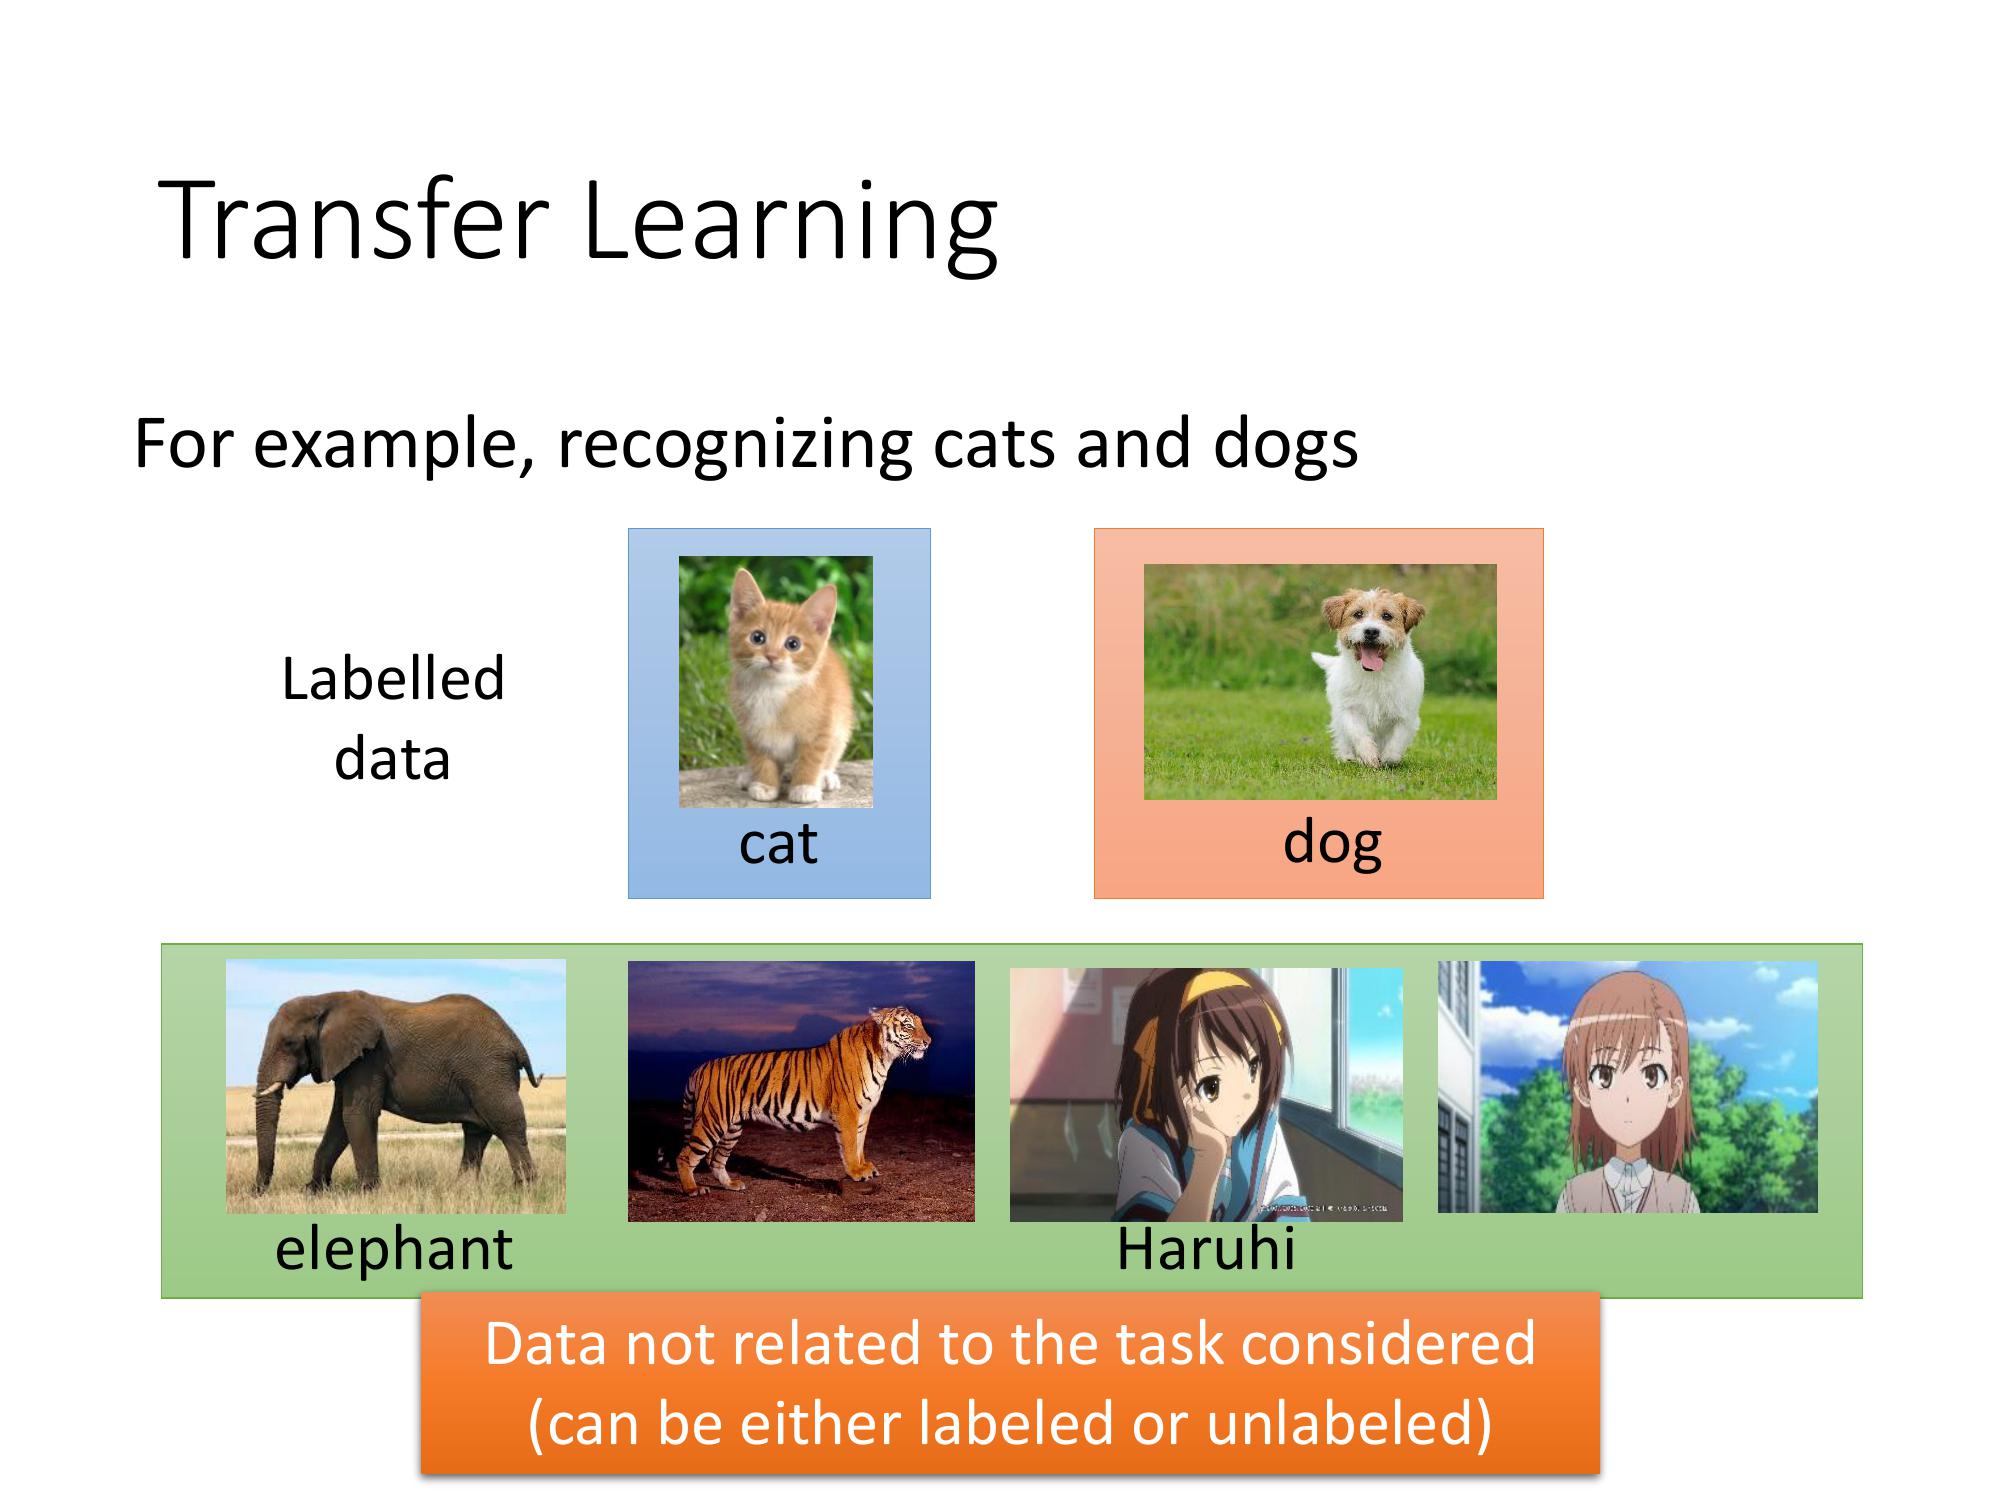 Transfer Learning
For example, recognizing cats and dogs
Labelled
data
cat
dog
elephant
Haruhi
Data not related to the task considered
(can be either labeled or unlabeled)